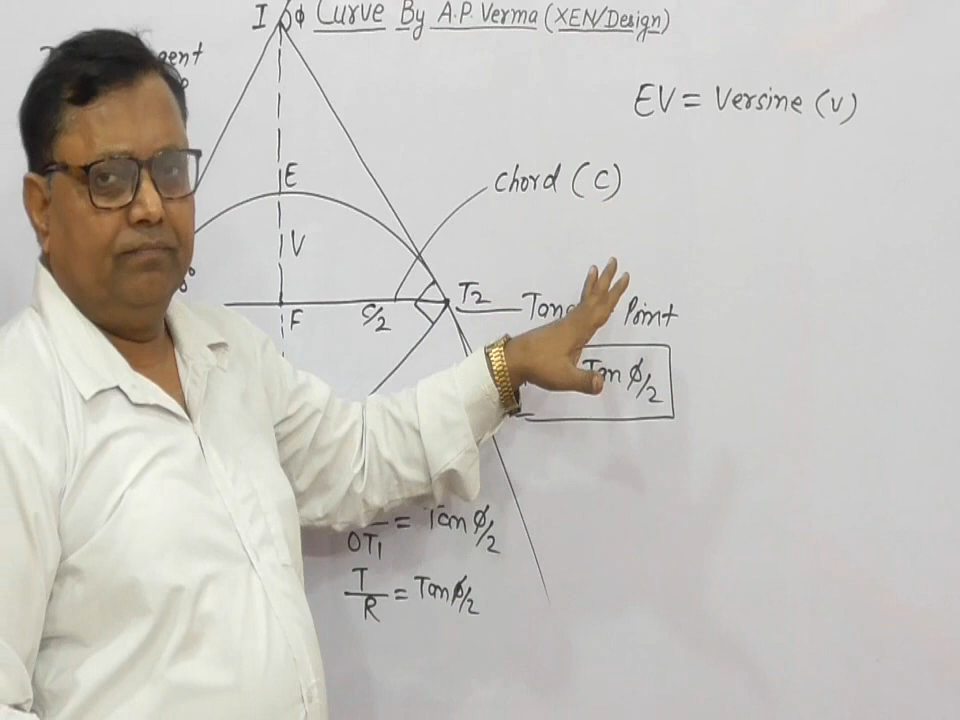 I ϕ Curve By A.P. Verma (XEN/Design)
EV = Versine (V)
E
Chord (C)
V
T2
F
C/2
Point
Tan ϕ/2
OT1 = Tan ϕ/2
T/R = Tan ϕ/2